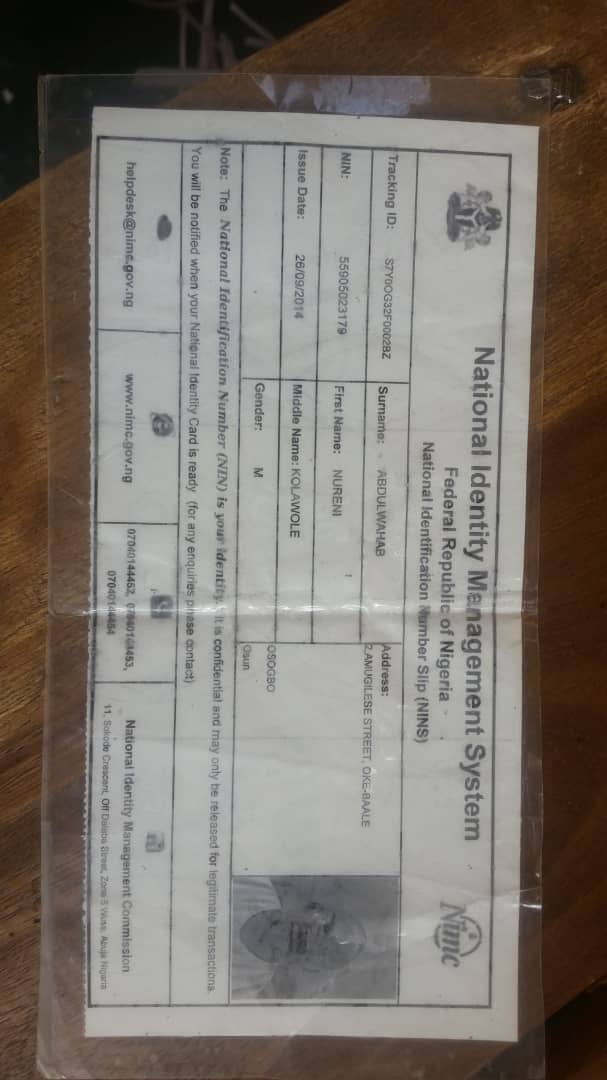 National Identity Management System
Federal Republic of Nigeria
National Identification Number Slip (NINS)
Nimc
Tracking ID: S7Y0OG32F0002BZ
Surname: ABDULWAHAB
Address:
2,AMUGILESE STREET, OKE-BAALE
NIN: 55905023179
First Name: NURENI
Issue Date: 26/09/2014
Middle Name: KOLAWOLE
OSOGBO
Gender: M
Osun
Note: The National Identification Number (NIN) is your identity. It is confidential and may only be released for legitimate transactions.
You will be notified when your National Identity Card is ready (for any enquiries please contact)
helpdesk@nimc.gov.ng
www.nimc.gov.ng
07040144452, 07040144453,
07040144454
National Identity Management Commission
11, Sokode Crescent, Off Dalaba Street, Zone 5 Wuse, Abuja Nigeria